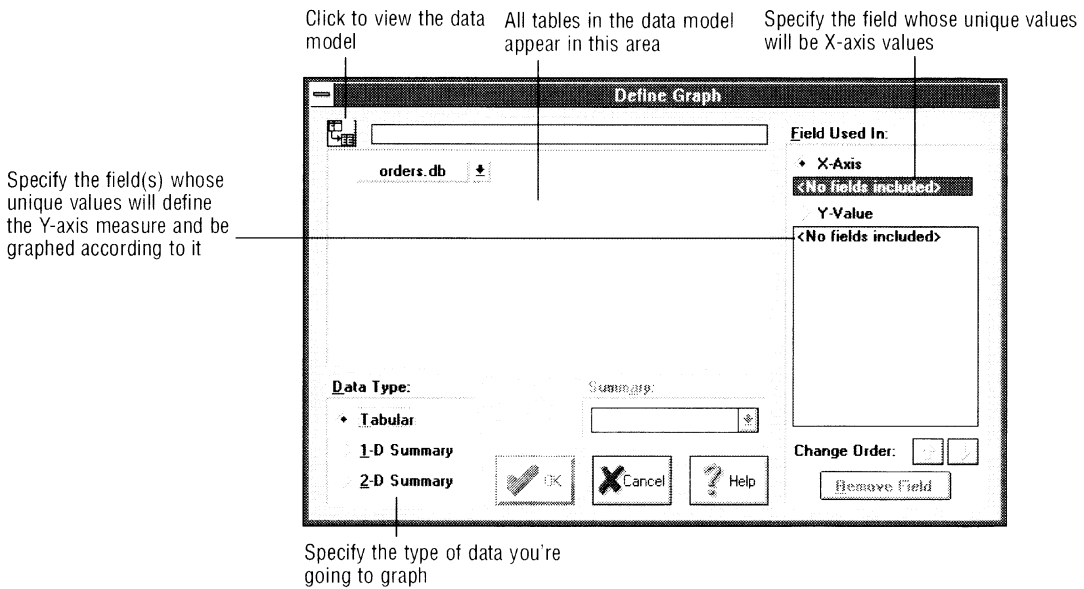 Click to view the data
model
All tables in the data model
appear in this area
Specify the field whose unique values
will be X-axis values
Define Graph
Field Used In:
orders.db
X-Axis
<No fields included>
Specify the field(s) whose
unique values will define
the Y-axis measure and be
graphed according to it
Y-Value
<No fields included>
Data Type:
Summary:
Tabular
1-D Summary
2-D Summary
OK
Cancel
Help
Change Order:
Remove Field
Specify the type of data you're
going to graph